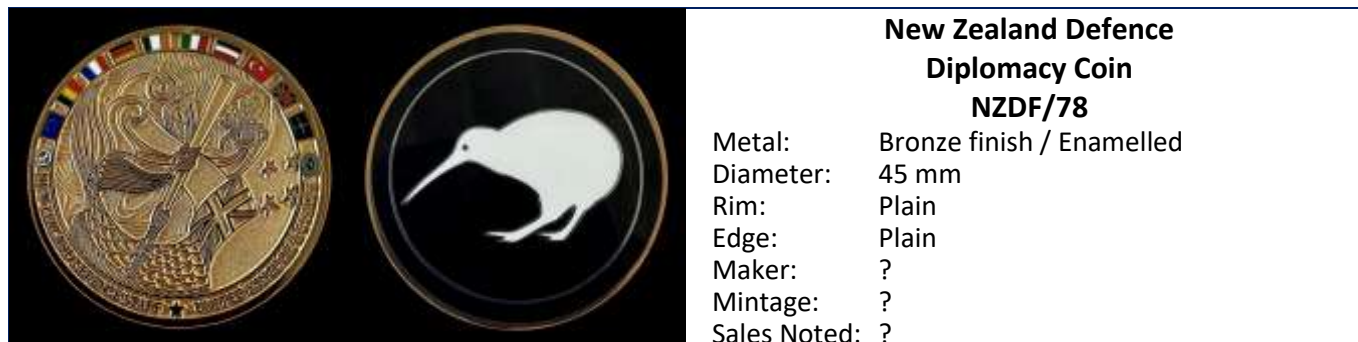 New Zealand Defence
Diplomacy Coin
NZDF/78
Metal: Bronze finish / Enamelled
Diameter: 45 mm
Rim: Plain
Edge: Plain
Maker: ?
Mintage: ?
Sales Noted: ?